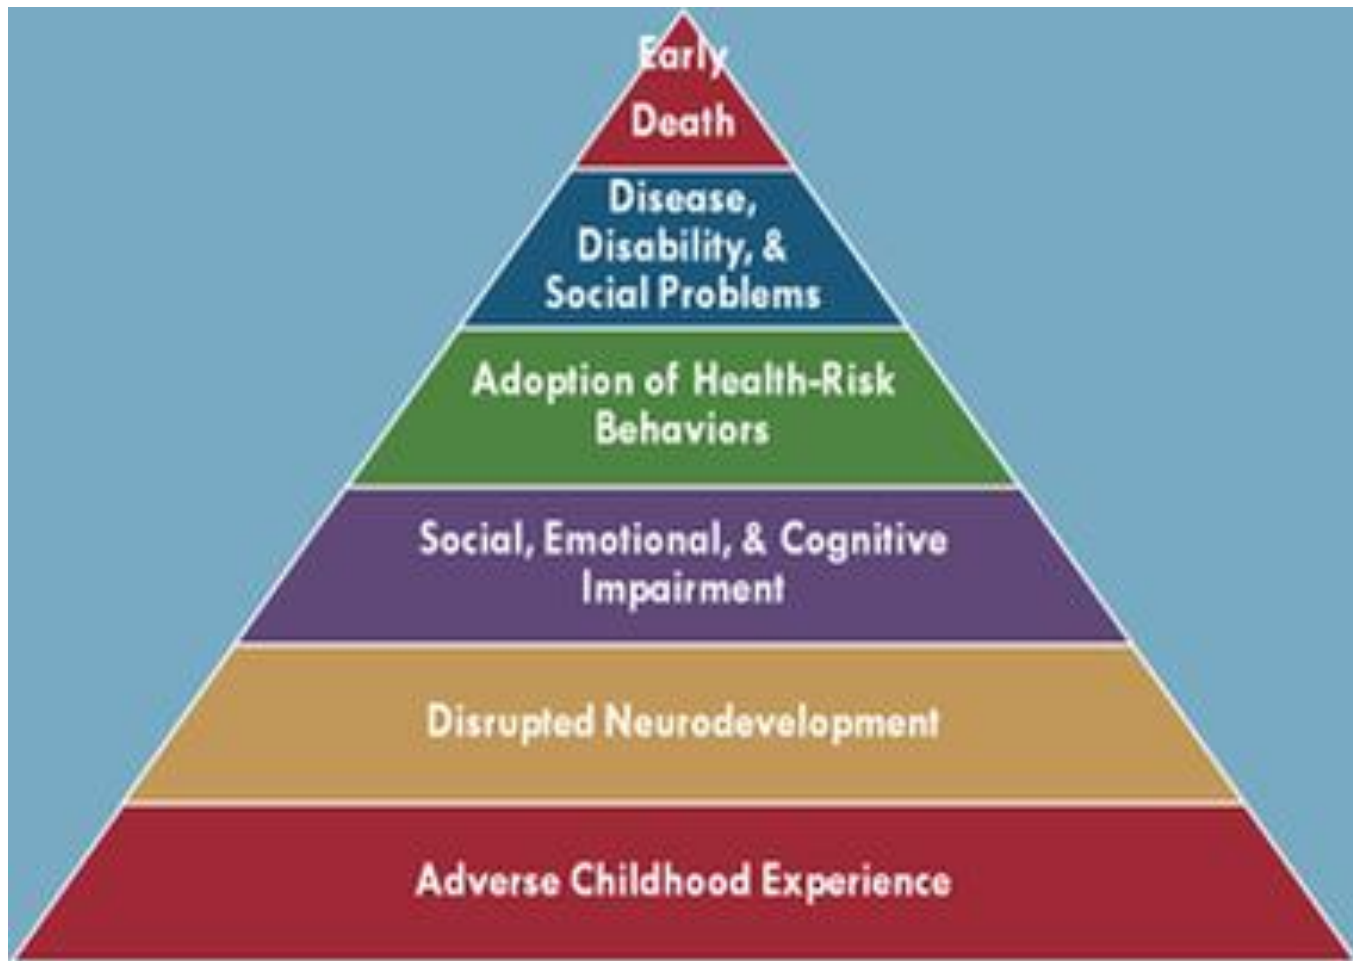 Early
Death
Disease,
Disability, &
Social Problems
Adoption of Health-Risk
Behaviors
Social, Emotional, & Cognitive
Impairment
Disrupted Neurodevelopment
Adverse Childhood Experience